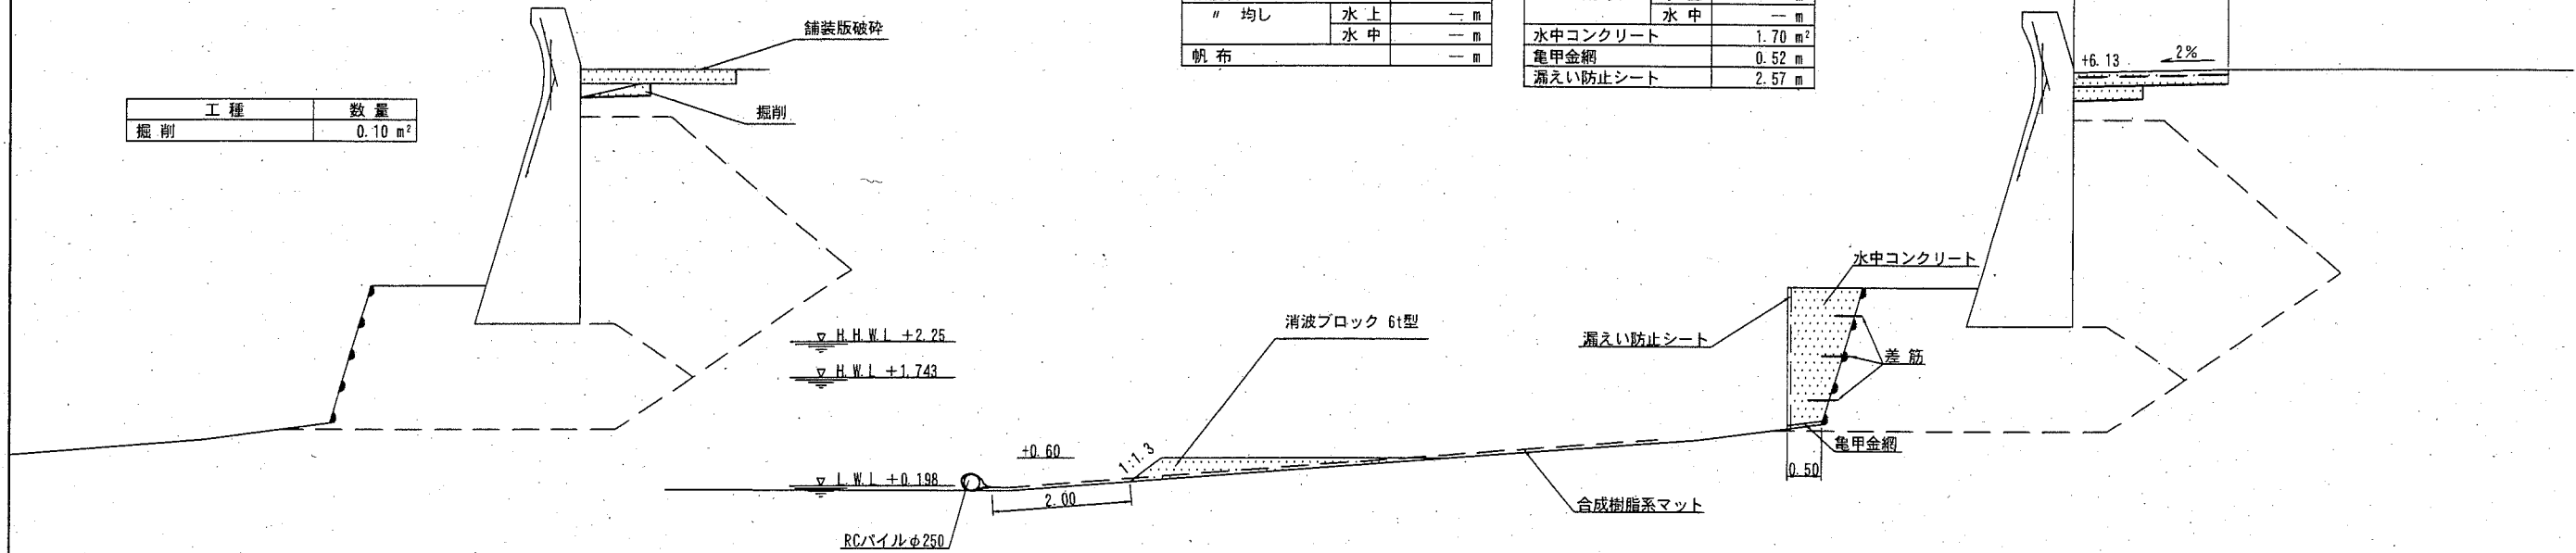 舗装版破砕
掘削
工 種 数 量
掘 削 0.10 m²
〃 均し 水 上 — m
水 中 — m
帆 布 — m
水 中 — m
水中コンクリート 1.70 m²
亀甲金網 0.52 m
漏えい防止シート 2.57 m
+6.13
2%
水中コンクリート
漏えい防止シート
差 筋
亀甲金網
0.50
H.H.W.L +2.25
H.W.L +1.743
L.W.L +0.198
消波ブロック 6t型
+0.60
1:1.3
2.00
合成樹脂系マット
RCパイルφ250